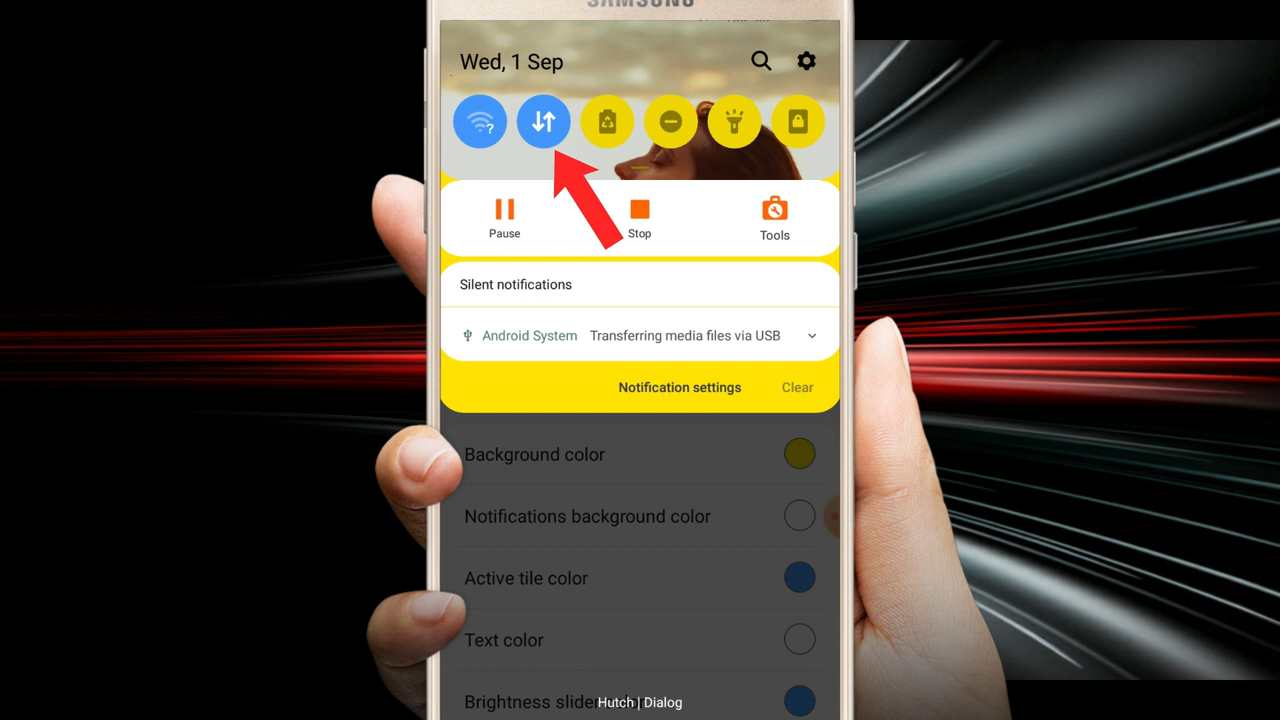 SAMSUNG
Wed, 1 Sep
?
Pause
Stop
Tools
Silent notifications
Android System Transferring media files via USB
Notification settings
Clear
Background color
Notifications background color
Active tile color
Text color
Brightness slider
Hutch | Dialog